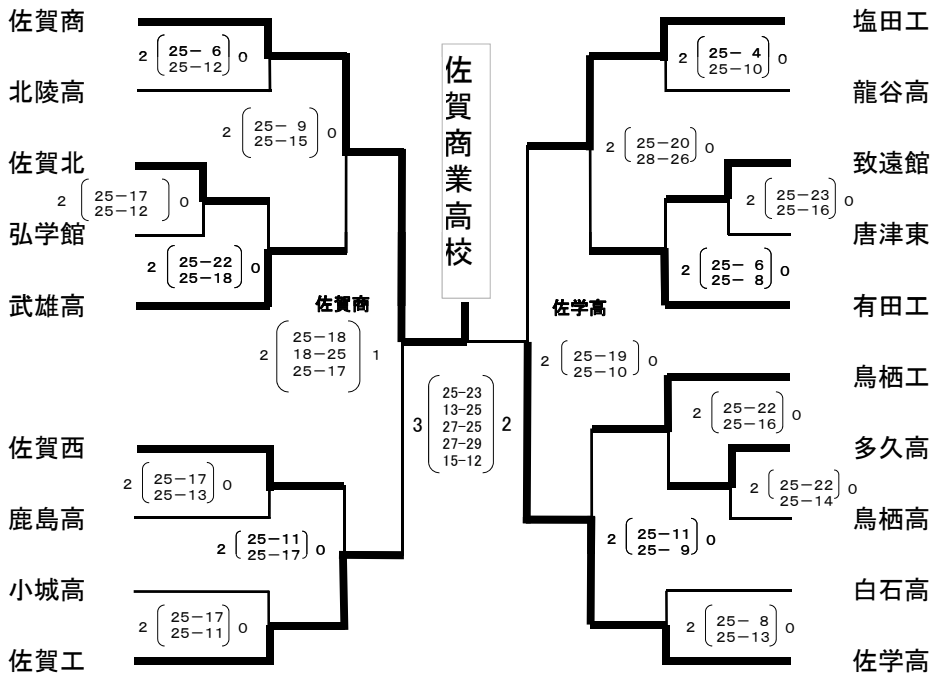 佐賀商
2 25－ 6 0
25－12
北陵高
2 25－ 9 0
25－15
佐賀北
2 25－17 0
25－12
弘学館
2 25－22 0
25－18
武雄高
佐賀商
2 25－18 1
18－25
25－17
佐賀西
2 25－17 0
25－13
鹿島高
2 25－11 0
25－17
小城高
2 25－17 0
25－11
佐賀工
佐賀商業高校
3 25-23 2
13-25
27-25
27-29
15-12
塩田工
2 25－ 4 0
25－10
龍谷高
2 25－20 0
28－26
致遠館
2 25－23 0
25－16
唐津東
2 25－ 6 0
25－ 8
有田工
佐学高
2 25－19 0
25－10
鳥栖工
2 25－22 0
25－16
多久高
2 25－22 0
25－14
鳥栖高
2 25－11 0
25－ 9
白石高
2 25－ 8 0
25－13
佐学高